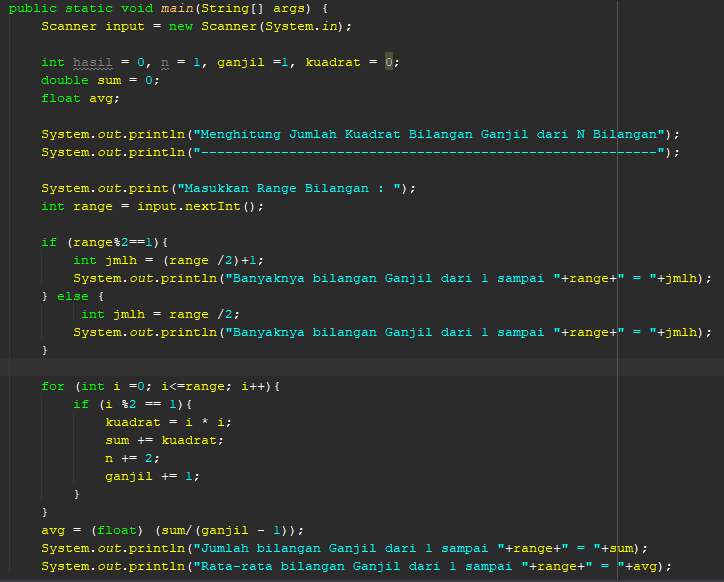 public static void main(String[] args) {
Scanner input = new Scanner(System.in);
int hasil = 0, n = 1, ganjil =1, kuadrat = 0;
double sum = 0;
float avg;
System.out.println("Menghitung Jumlah Kuadrat Bilangan Ganjil dari N Bilangan");
System.out.println("---------------------------------------------------------");
System.out.print("Masukkan Range Bilangan : ");
int range = input.nextInt();
if (range%2==1){
int jmlh = (range /2)+1;
System.out.println("Banyaknya bilangan Ganjil dari 1 sampai "+range+" = "+jmlh);
} else {
int jmlh = range /2;
System.out.println("Banyaknya bilangan Ganjil dari 1 sampai "+range+" = "+jmlh);
}
for (int i =0; i<=range; i++){
if (i %2 == 1){
kuadrat = i * i;
sum += kuadrat;
n += 2;
ganjil += 1;
}
}
avg = (float) (sum/(ganjil - 1));
System.out.println("Jumlah bilangan Ganjil dari 1 sampai "+range+" = "+sum);
System.out.println("Rata-rata bilangan Ganjil dari 1 sampai "+range+" = "+avg);